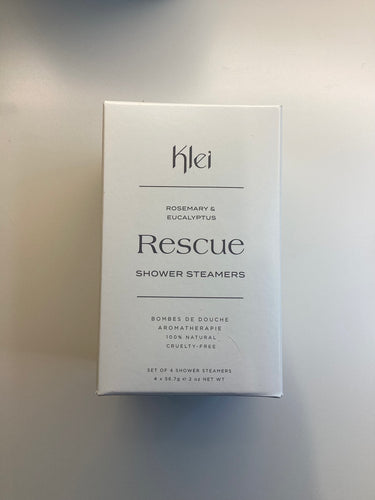 Klei
ROSEMARY &
EUCALYPTUS
Rescue
SHOWER STEAMERS
BOMBES DE DOUCHE
AROMATHERAPIE
100% NATURAL
CRUELTY-FREE
SET OF 4 SHOWER STEAMERS
4 x 56.7g e 2 oz NET WT